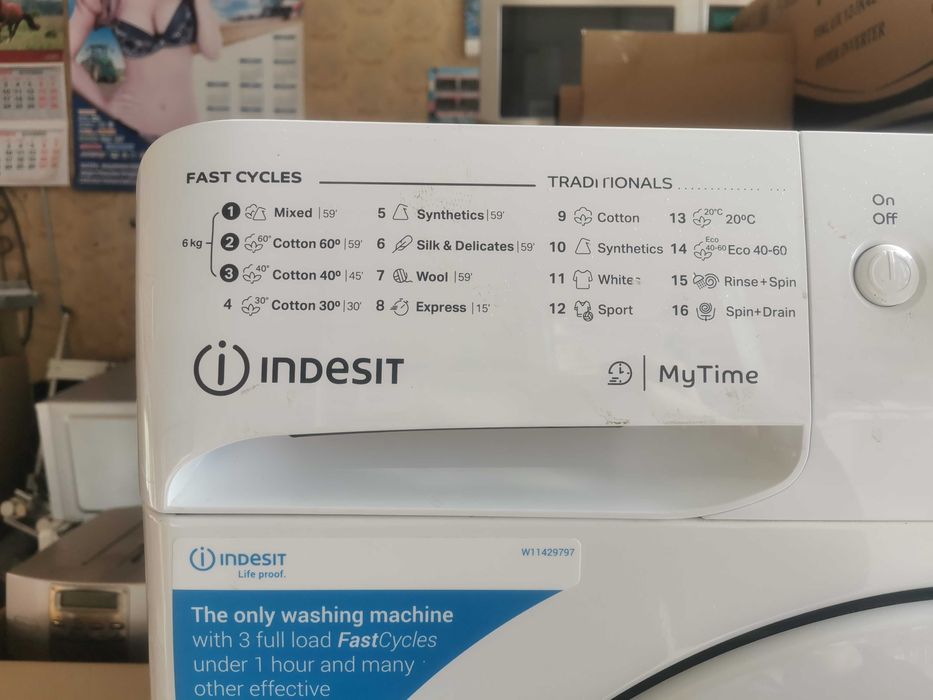 FAST CYCLES
1 Mixed | 59'
6 kg
2 60° Cotton 60º | 59'
3 40° Cotton 40º | 45'
4 30° Cotton 30º | 30'
5 Synthetics | 59'
6 Silk & Delicates | 59'
7 Wool | 59'
8 Express | 15'
TRADITIONALS
9 Cotton
10 Synthetics
11 Whites
12 Sport
13 20°C 20ºC
14 Eco 40-60 Eco 40-60
15 Rinse+Spin
16 Spin+Drain
On
Off
indesit
MyTime
indesit
Life proof.
W11429797
The only washing machine
with 3 full load FastCycles
under 1 hour and many
other effective